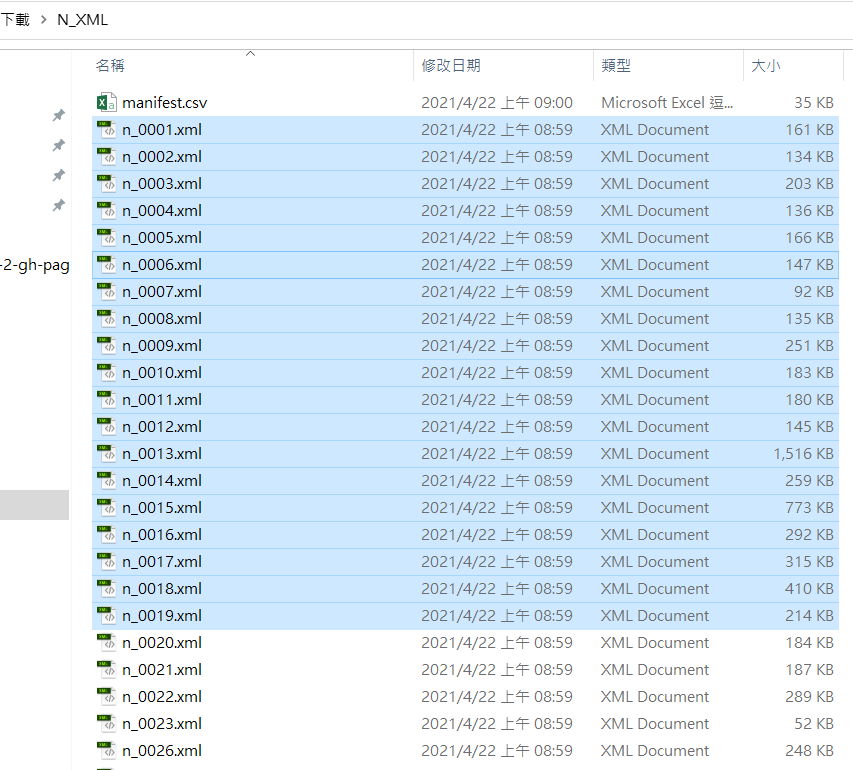 下載 > N_XML
名稱 修改日期 類型 大小
manifest.csv 2021/4/22 上午 09:00 Microsoft Excel 逗... 35 KB
n_0001.xml 2021/4/22 上午 08:59 XML Document 161 KB
n_0002.xml 2021/4/22 上午 08:59 XML Document 134 KB
n_0003.xml 2021/4/22 上午 08:59 XML Document 203 KB
n_0004.xml 2021/4/22 上午 08:59 XML Document 136 KB
n_0005.xml 2021/4/22 上午 08:59 XML Document 166 KB
-2-gh-pag n_0006.xml 2021/4/22 上午 08:59 XML Document 147 KB
n_0007.xml 2021/4/22 上午 08:59 XML Document 92 KB
n_0008.xml 2021/4/22 上午 08:59 XML Document 135 KB
n_0009.xml 2021/4/22 上午 08:59 XML Document 251 KB
n_0010.xml 2021/4/22 上午 08:59 XML Document 183 KB
n_0011.xml 2021/4/22 上午 08:59 XML Document 180 KB
n_0012.xml 2021/4/22 上午 08:59 XML Document 145 KB
n_0013.xml 2021/4/22 上午 08:59 XML Document 1,516 KB
n_0014.xml 2021/4/22 上午 08:59 XML Document 259 KB
n_0015.xml 2021/4/22 上午 08:59 XML Document 773 KB
n_0016.xml 2021/4/22 上午 08:59 XML Document 292 KB
n_0017.xml 2021/4/22 上午 08:59 XML Document 315 KB
n_0018.xml 2021/4/22 上午 08:59 XML Document 410 KB
n_0019.xml 2021/4/22 上午 08:59 XML Document 214 KB
n_0020.xml 2021/4/22 上午 08:59 XML Document 184 KB
n_0021.xml 2021/4/22 上午 08:59 XML Document 187 KB
n_0022.xml 2021/4/22 上午 08:59 XML Document 289 KB
n_0023.xml 2021/4/22 上午 08:59 XML Document 52 KB
n_0026.xml 2021/4/22 上午 08:59 XML Document 248 KB